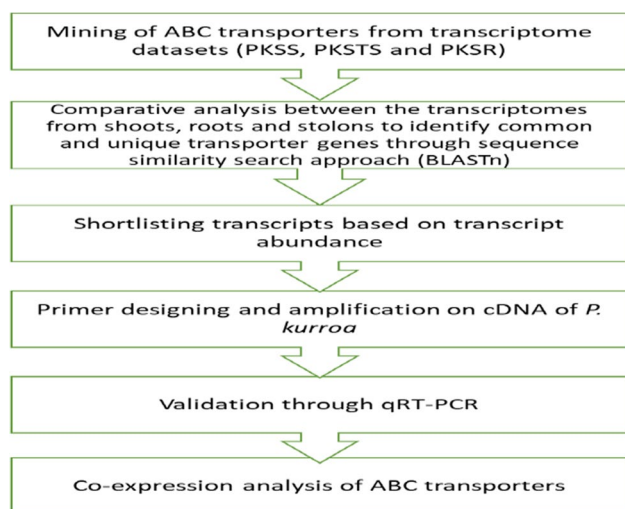 Mining of ABC transporters from transcriptome
datasets (PKSS, PKSTS and PKSR)
Comparative analysis between the transcriptomes
from shoots, roots and stolons to identify common
and unique transporter genes through sequence
similarity search approach (BLASTn)
Shortlisting transcripts based on transcript
abundance
Primer designing and amplification on cDNA of P.
kurroa
Validation through qRT-PCR
Co-expression analysis of ABC transporters